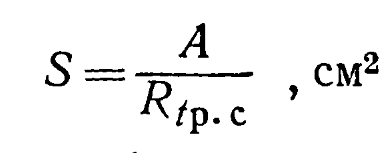 S = A / R_{tр. с} , см²